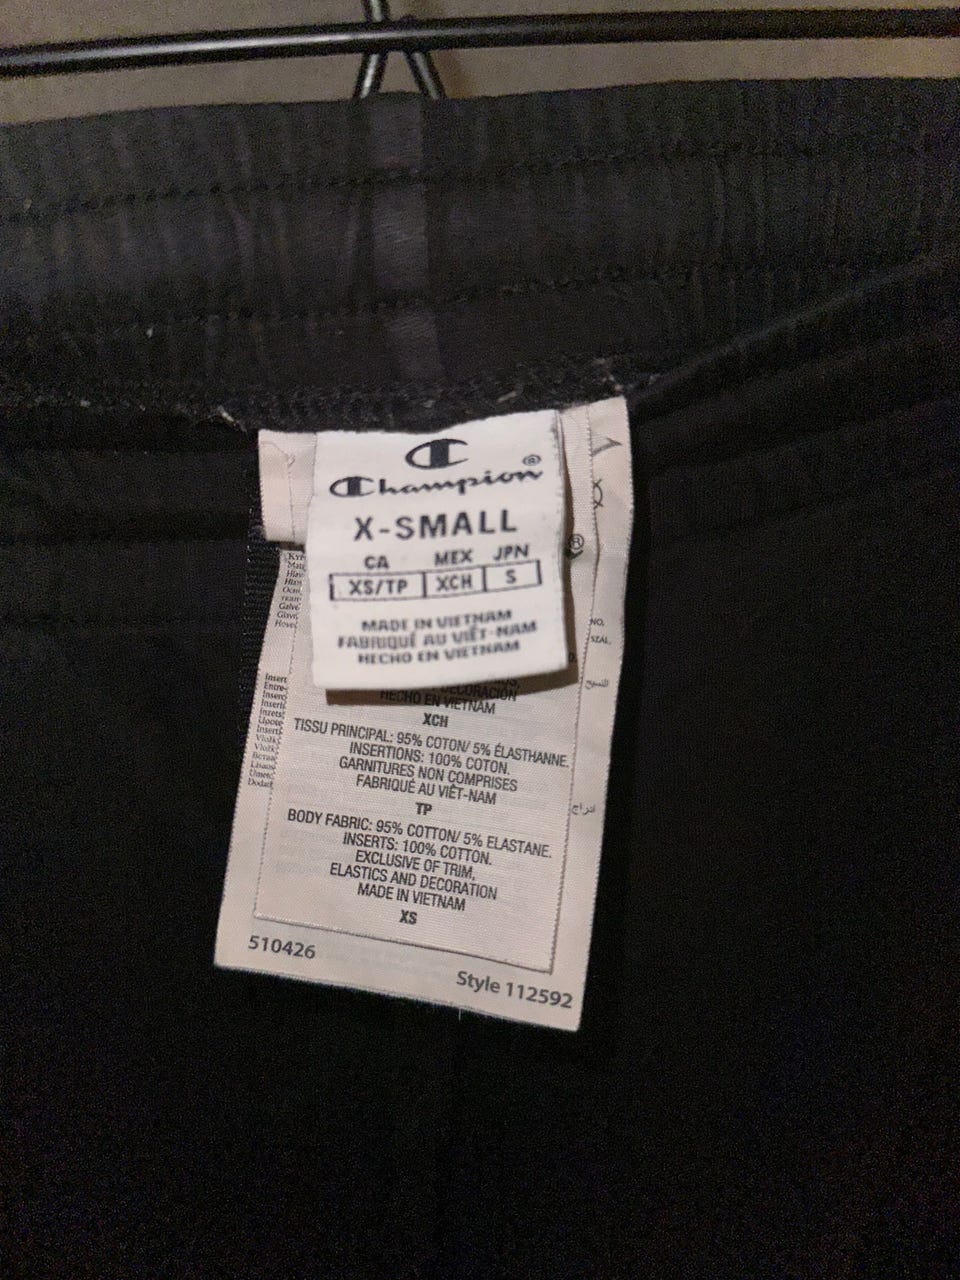 Champion®
X-SMALL
CA MEX JPN
XS/TP XCH S
MADE IN VIETNAM
FABRIQUÉ AU VIÊT-NAM
HECHO EN VIETNAM
DECORACIÓN
HECHO EN VIETNAM
XCH
TISSU PRINCIPAL: 95% COTON/ 5% ÉLASTHANNE.
INSERTIONS: 100% COTON.
GARNITURES NON COMPRISES
FABRIQUÉ AU VIÊT-NAM
TP
BODY FABRIC: 95% COTTON/ 5% ELASTANE.
INSERTS: 100% COTTON.
EXCLUSIVE OF TRIM,
ELASTICS AND DECORATION
MADE IN VIETNAM
XS
510426
Style 112592
®
NO,
SZAL,